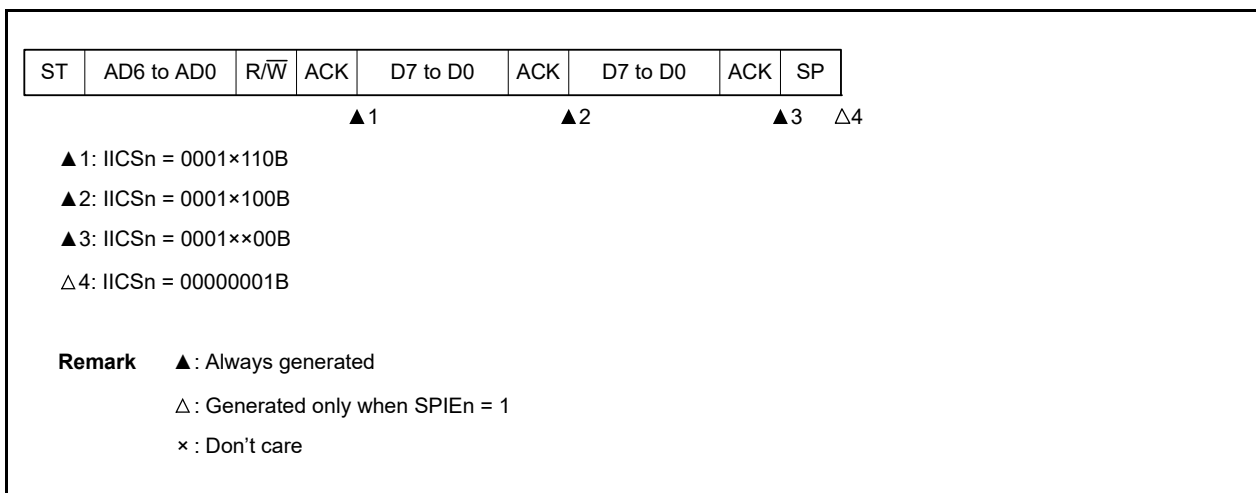 ST AD6 to AD0 R/W̅ ACK D7 to D0 ACK D7 to D0 ACK SP
▲1 ▲2 ▲3 △4
▲1: IICSn = 0001×110B
▲2: IICSn = 0001×100B
▲3: IICSn = 0001××00B
△4: IICSn = 00000001B
Remark ▲: Always generated
△: Generated only when SPIEn = 1
×: Don't care